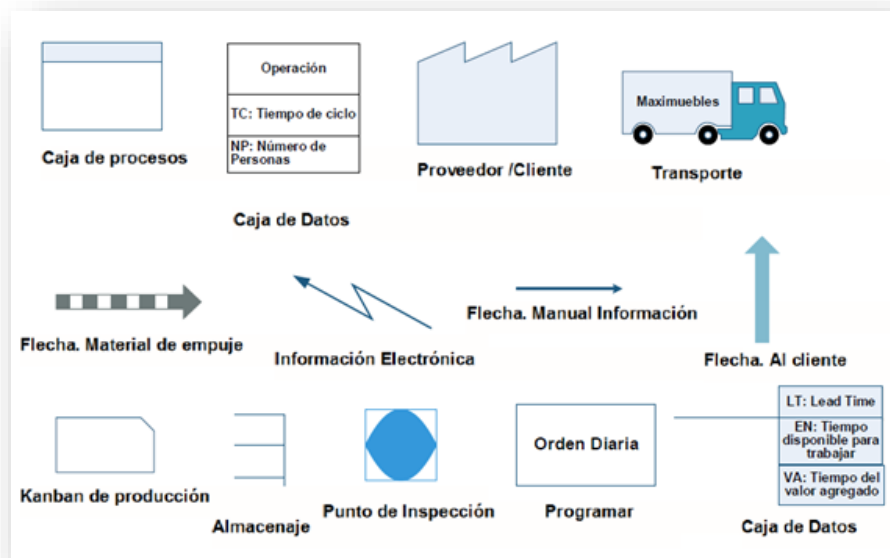 Operación
TC: Tiempo de ciclo
NP: Número de
Personas
Maximuebles
Caja de procesos
Proveedor /Cliente
Transporte
Caja de Datos
Flecha. Manual Información
Flecha. Material de empuje
Información Electrónica
Flecha. Al cliente
LT: Lead Time
EN: Tiempo
disponible para
trabajar
VA: Tiempo del
valor agregado
Orden Diaria
Kanban de producción
Almacenaje
Punto de Inspección
Programar
Caja de Datos